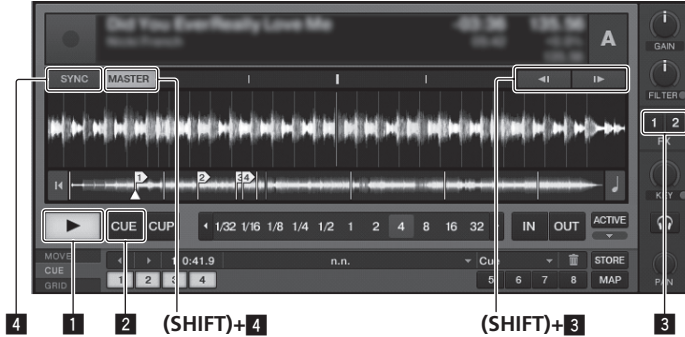 Did You Ever Really Love Me
A
GAIN
SYNC MASTER
FILTER
1 2
FX
1 2 3 4
KEY
CUE CUP 1/32 1/16 1/8 1/4 1/2 1 2 4 8 16 32 IN OUT ACTIVE
MOVE
CUE
GRID
0:41.9 n.n. Cue STORE
1 2 3 4 5 6 7 8 MAP
PAN
4 1 2 (SHIFT)+4 (SHIFT)+3 3